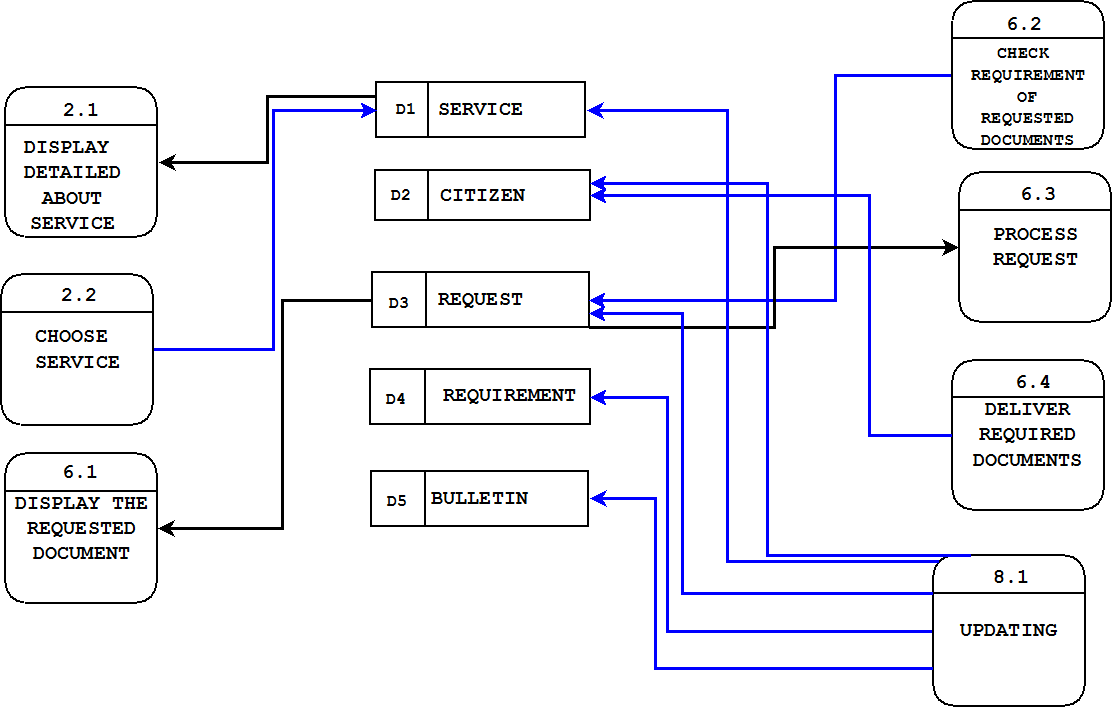 2.1
DISPLAY
DETAILED
ABOUT
SERVICE
2.2
CHOOSE
SERVICE
6.1
DISPLAY THE
REQUESTED
DOCUMENT
D1 SERVICE
D2 CITIZEN
D3 REQUEST
D4 REQUIREMENT
D5 BULLETIN
6.2
CHECK
REQUIREMENT
OF
REQUESTED
DOCUMENTS
6.3
PROCESS
REQUEST
6.4
DELIVER
REQUIRED
DOCUMENTS
8.1
UPDATING